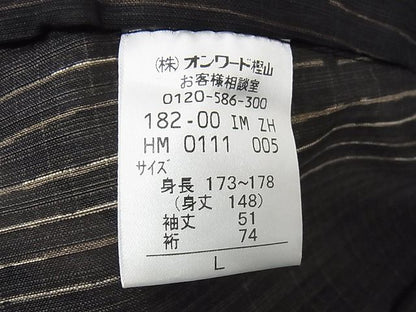 (株) オンワード樫山
お客様相談室
0120-586-300
182-00 IM ZH
HM 0111 005
サイズ
身長 173~178
(身丈 148)
袖丈 51
裄 74
L